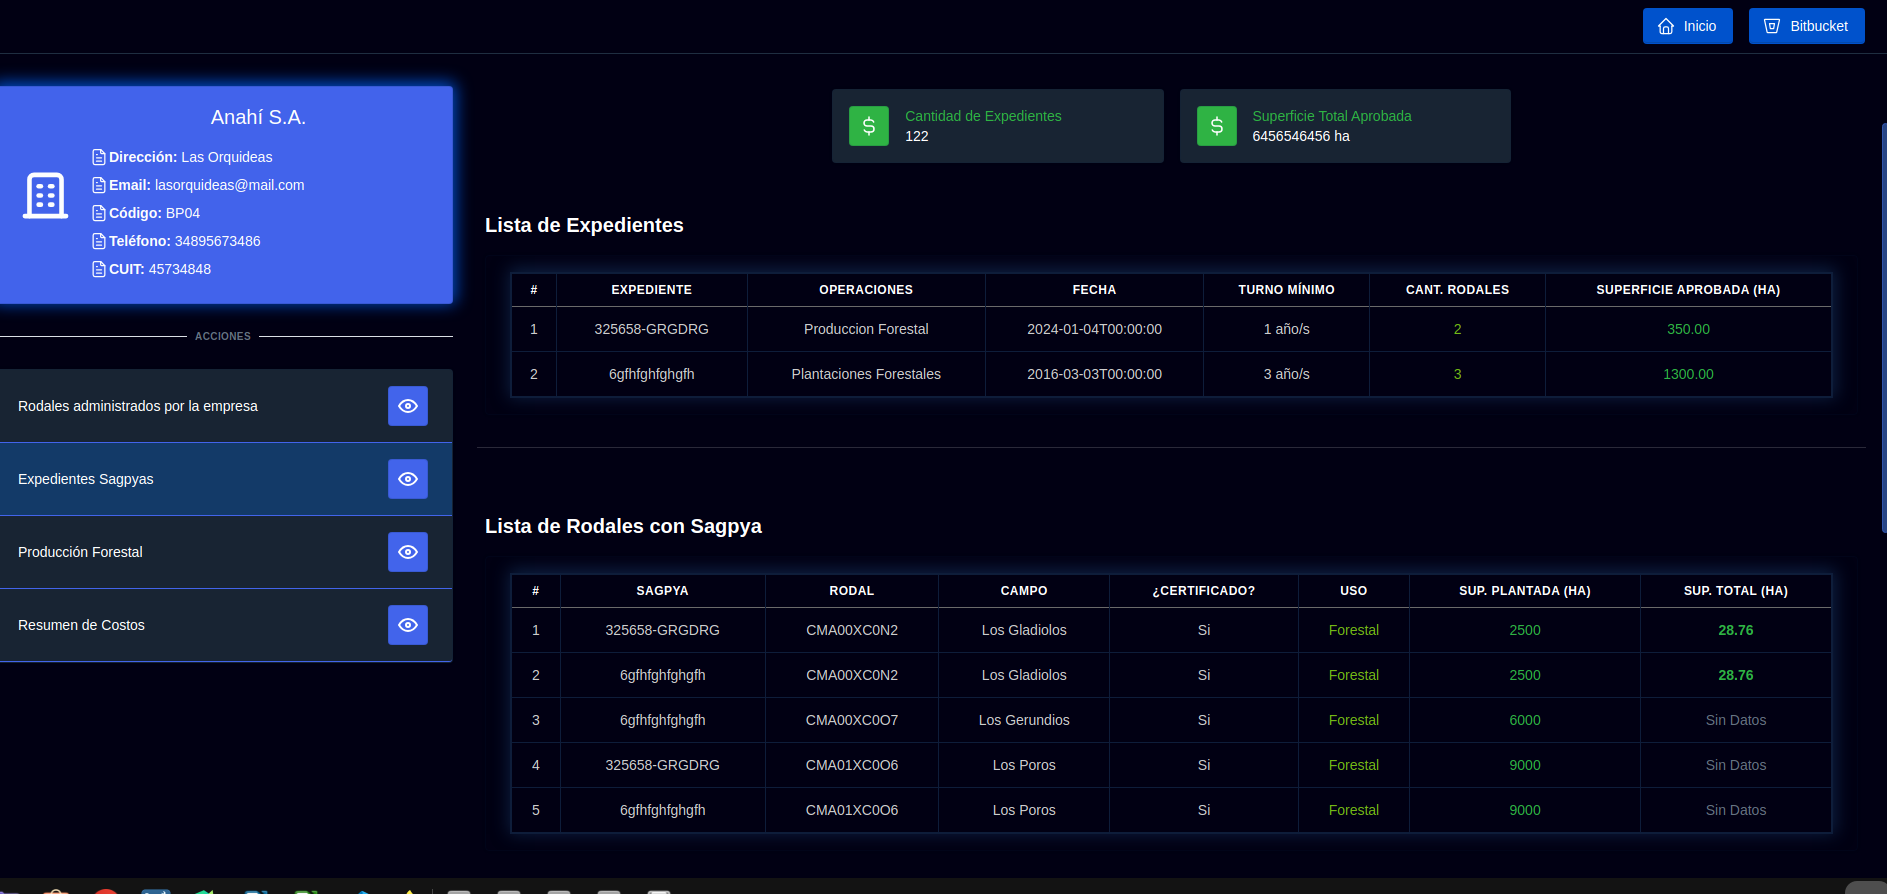 Inicio Bitbucket
Anahí S.A.
Dirección: Las Orquideas
Email: lasorquideas@mail.com
Código: BP04
Teléfono: 34895673486
CUIT: 45734848
ACCIONES
Rodales administrados por la empresa
Expedientes Sagpyas
Producción Forestal
Resumen de Costos
Cantidad de Expedientes
122
Superficie Total Aprobada
6456546456 ha
Lista de Expedientes
# EXPEDIENTE OPERACIONES FECHA TURNO MÍNIMO CANT. RODALES SUPERFICIE APROBADA (HA)
1 325658-GRGDRG Produccion Forestal 2024-01-04T00:00:00 1 año/s 2 350.00
2 6gfhfghfghgfh Plantaciones Forestales 2016-03-03T00:00:00 3 año/s 3 1300.00
Lista de Rodales con Sagpya
# SAGPYA RODAL CAMPO ¿CERTIFICADO? USO SUP. PLANTADA (HA) SUP. TOTAL (HA)
1 325658-GRGDRG CMA00XC0N2 Los Gladiolos Si Forestal 2500 28.76
2 6gfhfghfghgfh CMA00XC0N2 Los Gladiolos Si Forestal 2500 28.76
3 6gfhfghfghgfh CMA00XC0O7 Los Gerundios Si Forestal 6000 Sin Datos
4 325658-GRGDRG CMA01XC0O6 Los Poros Si Forestal 9000 Sin Datos
5 6gfhfghfghgfh CMA01XC0O6 Los Poros Si Forestal 9000 Sin Datos